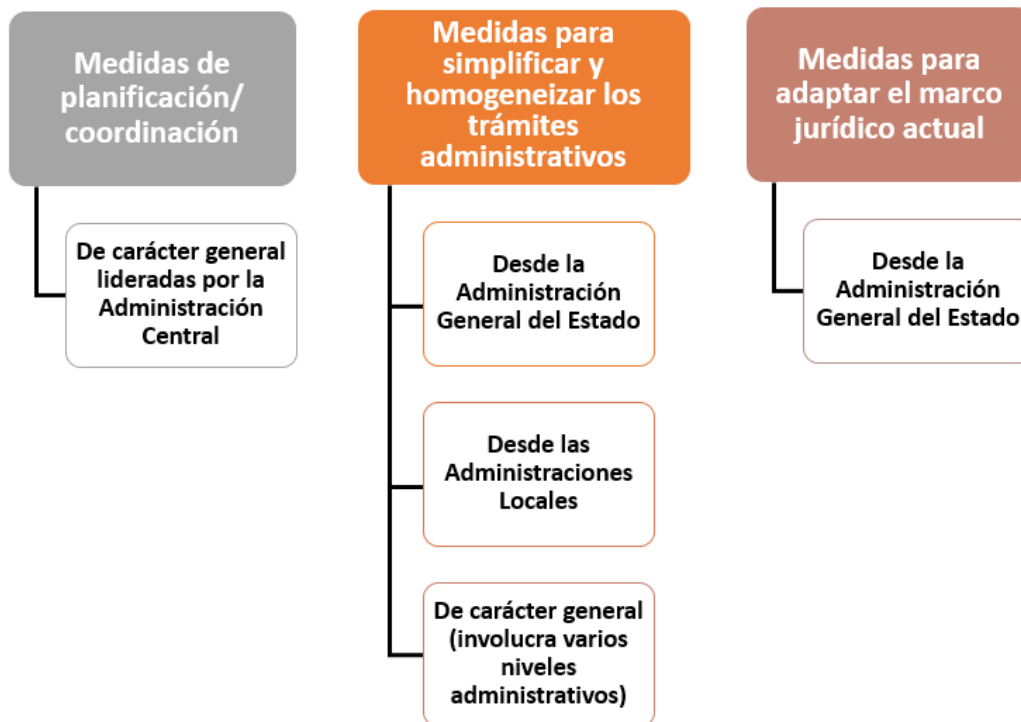 Medidas de
planificación/
coordinación
De carácter general
lideradas por la
Administración
Central
Medidas para
simplificar y
homogeneizar los
trámites
administrativos
Desde la
Administración
General del Estado
Desde las
Administraciones
Locales
De carácter general
(involucra varios
niveles
administrativos)
Medidas para
adaptar el marco
jurídico actual
Desde la
Administración
General del Estado